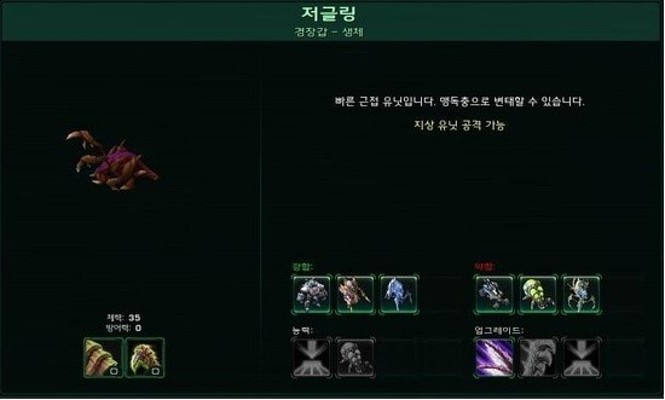 저글링
경장갑 - 생체
빠른 근접 유닛입니다. 맹독충으로 변태할 수 있습니다.
지상 유닛 공격 가능
강함:
약함:
체력: 35
방어력: 0
능력:
업그레이드:
0
0